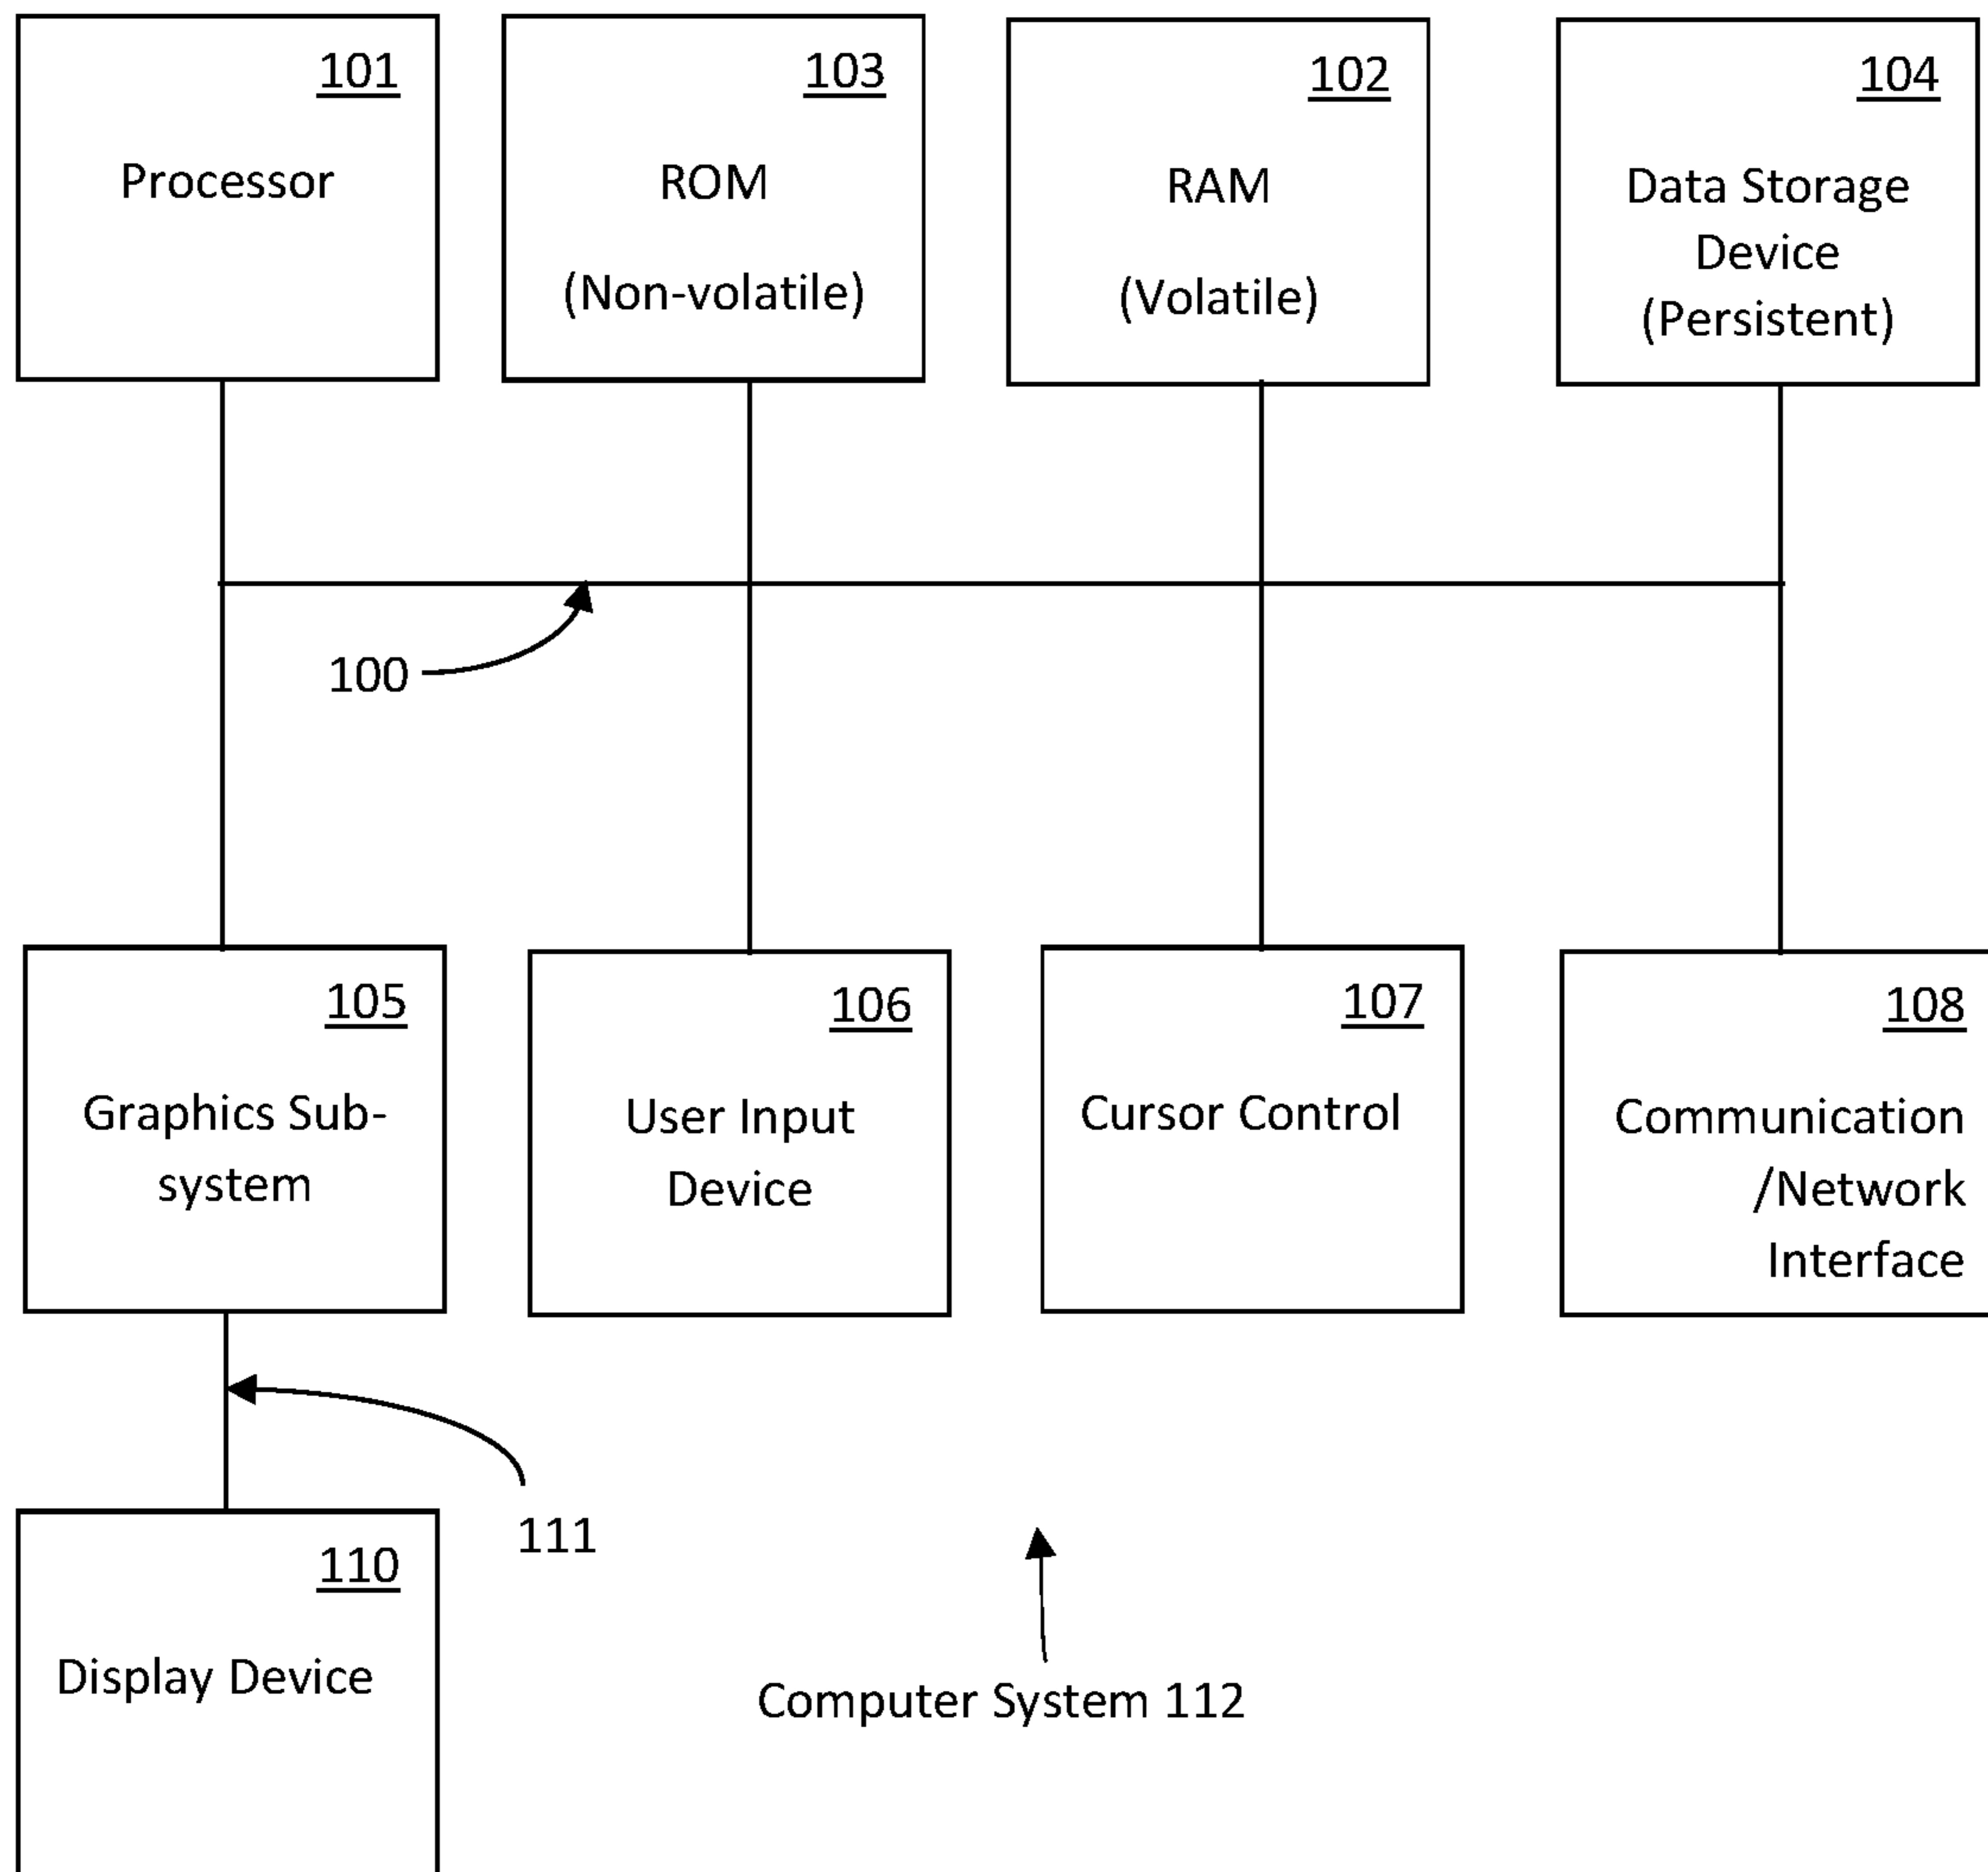 101
Processor
103
ROM
(Non-volatile)
102
RAM
(Volatile)
104
Data Storage
Device
(Persistent)
100
105
Graphics Sub-
system
106
User Input
Device
107
Cursor Control
108
Communication
/Network
Interface
111
110
Display Device
Computer System 112